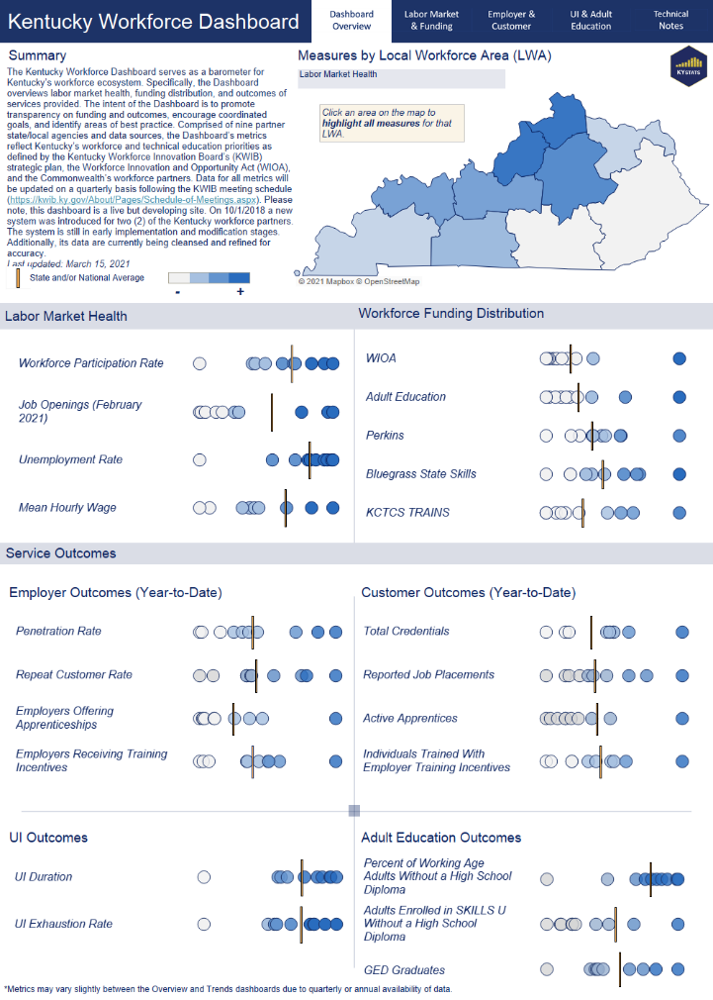 Kentucky Workforce Dashboard
Dashboard
Overview
Labor Market
& Funding
Employer &
Customer
UI & Adult
Education
Technical
Notes
Summary
The Kentucky Workforce Dashboard serves as a barometer for
Kentucky's workforce ecosystem. Specifically, the Dashboard
overviews labor market health, funding distribution, and outcomes of
services provided. The intent of the Dashboard is to promote
transparency on funding and outcomes, encourage coordinated
goals, and identify areas of best practice. Comprised of nine partner
state/local agencies and data sources, the Dashboard's metrics
reflect Kentucky's workforce and technical education priorities as
defined by the Kentucky Workforce Innovation Board's (KWIB)
strategic plan, the Workforce Innovation and Opportunity Act (WIOA),
and the Commonwealth's workforce partners. Data for all metrics will
be updated on a quarterly basis following the KWIB meeting schedule
(https://kwib.ky.gov/About/Pages/Schedule-of-Meetings.aspx). Please
note, this dashboard is a live but developing site. On 10/1/2018 a new
system was introduced for two (2) of the Kentucky workforce partners.
The system is still in early implementation and modification stages.
Additionally, its data are currently being cleansed and refined for
accuracy.
Last updated: March 15, 2021
State and/or National Average
- +
Measures by Local Workforce Area (LWA)
KYSTATS
Labor Market Health
Click an area on the map to
highlight all measures for that
LWA.
© 2021 Mapbox © OpenStreetMap
Labor Market Health
Workforce Participation Rate
Job Openings (February
2021)
Unemployment Rate
Mean Hourly Wage
Workforce Funding Distribution
WIOA
Adult Education
Perkins
Bluegrass State Skills
KCTCS TRAINS
Service Outcomes
Employer Outcomes (Year-to-Date)
Penetration Rate
Repeat Customer Rate
Employers Offering
Apprenticeships
Employers Receiving Training
Incentives
Customer Outcomes (Year-to-Date)
Total Credentials
Reported Job Placements
Active Apprentices
Individuals Trained With
Employer Training Incentives
UI Outcomes
UI Duration
UI Exhaustion Rate
Adult Education Outcomes
Percent of Working Age
Adults Without a High School
Diploma
Adults Enrolled in SKILLS U
Without a High School
Diploma
GED Graduates
*Metrics may vary slightly between the Overview and Trends dashboards due to quarterly or annual availability of data.